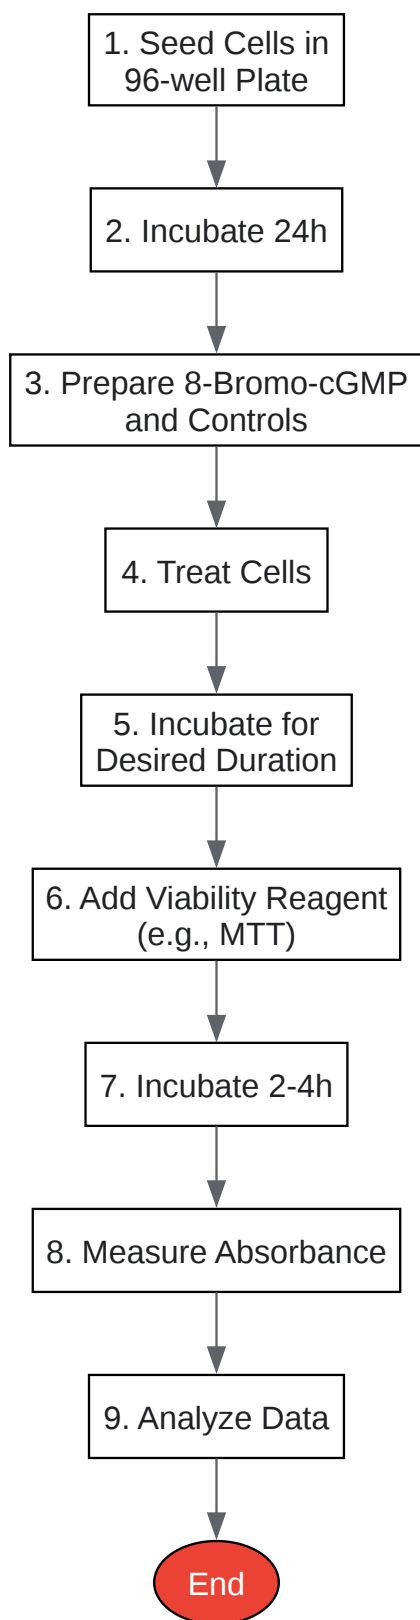 1. Seed Cells in
96-well Plate
2. Incubate 24h
3. Prepare 8-Bromo-cGMP
and Controls
4. Treat Cells
5. Incubate for
Desired Duration
6. Add Viability Reagent
(e.g., MTT)
7. Incubate 2-4h
8. Measure Absorbance
9. Analyze Data
End